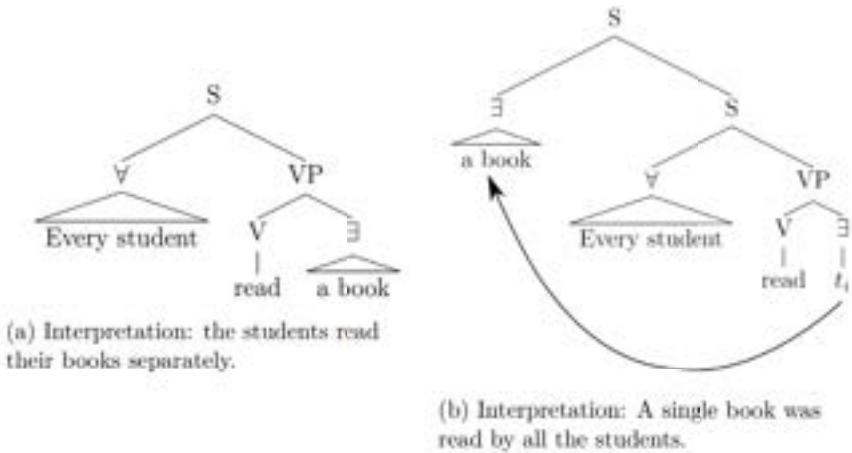 S
∀ VP
Every student V ∃
read a book
(a) Interpretation: the students read
their books separately.
S
∃ S
a book
∀ VP
Every student V ∃
read tᵢ
(b) Interpretation: A single book was
read by all the students.